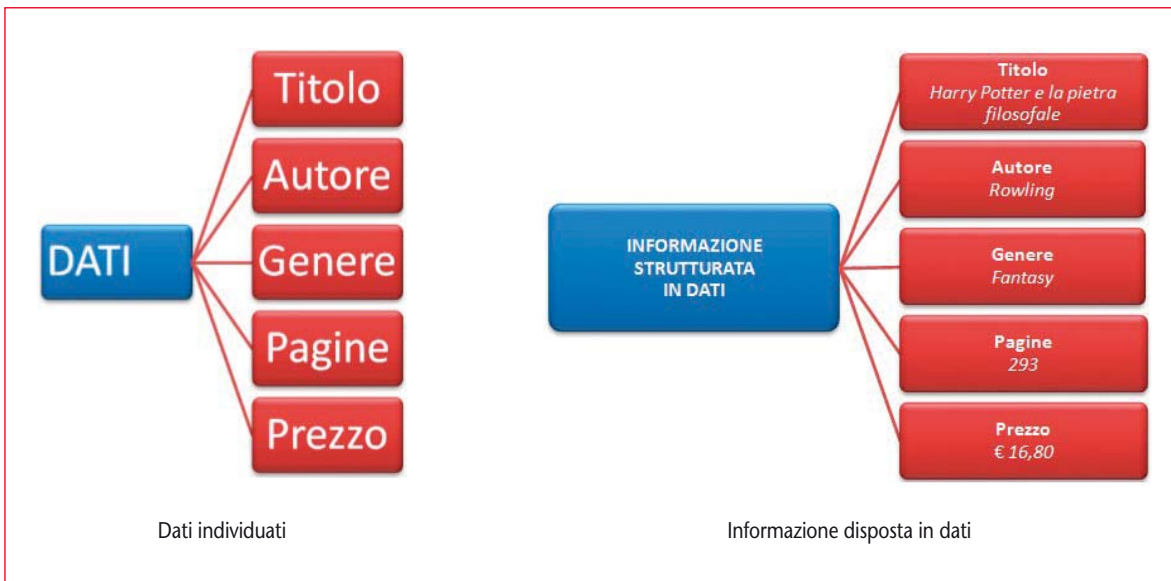 DATI
Titolo
Autore
Genere
Pagine
Prezzo
Dati individuati
INFORMAZIONE
STRUTTURATA
IN DATI
Titolo
Harry Potter e la pietra
filosofale
Autore
Rowling
Genere
Fantasy
Pagine
293
Prezzo
€ 16,80
Informazione disposta in dati